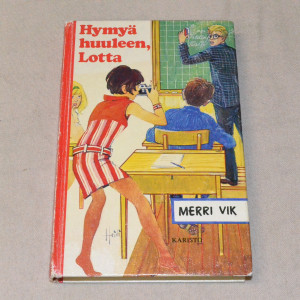 Hymyä
huuleen,
Lotta
MERRI VIK
KARISTO